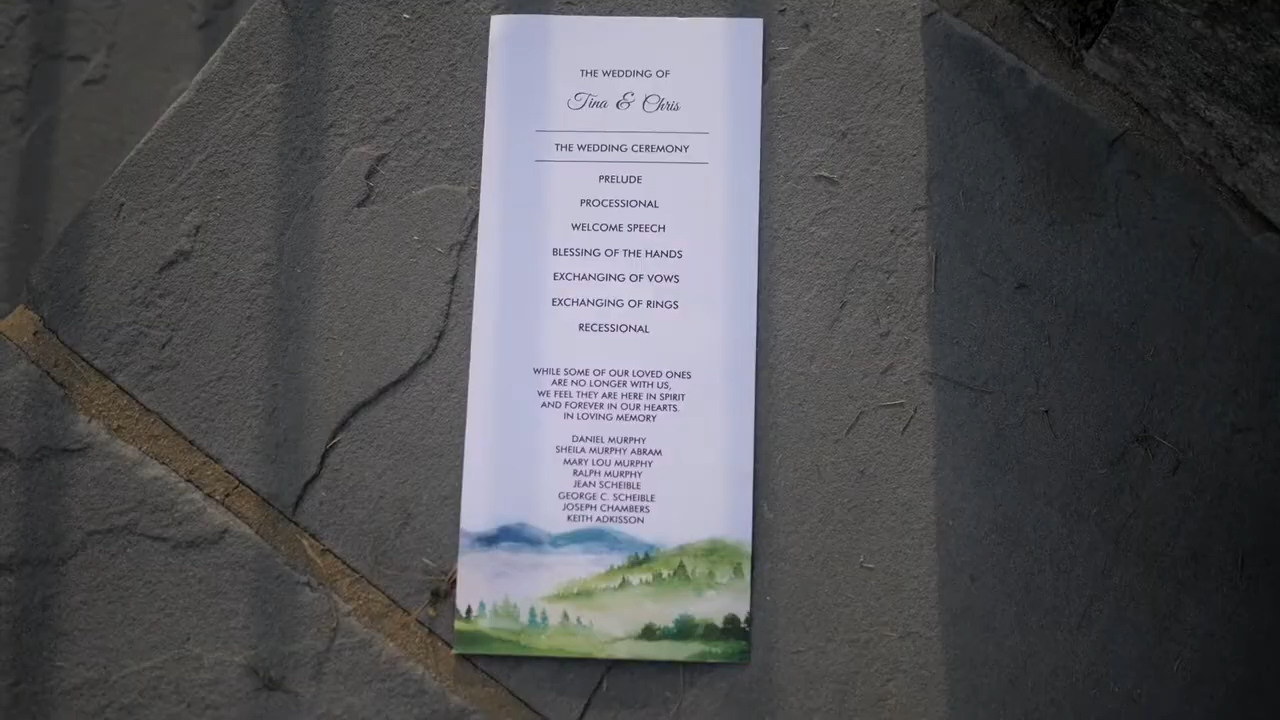 THE WEDDING OF
Tina & Chris
THE WEDDING CEREMONY
PRELUDE
PROCESSIONAL
WELCOME SPEECH
BLESSING OF THE HANDS
EXCHANGING OF VOWS
EXCHANGING OF RINGS
RECESSIONAL
WHILE SOME OF OUR LOVED ONES
ARE NO LONGER WITH US,
WE FEEL THEY ARE HERE IN SPIRIT
AND FOREVER IN OUR HEARTS.
IN LOVING MEMORY
DANIEL MURPHY
SHEILA MURPHY ABRAM
MARY LOU MURPHY
RALPH MURPHY
JEAN SCHEIBLE
GEORGE C. SCHEIBLE
JOSEPH CHAMBERS
KEITH ADKISSON